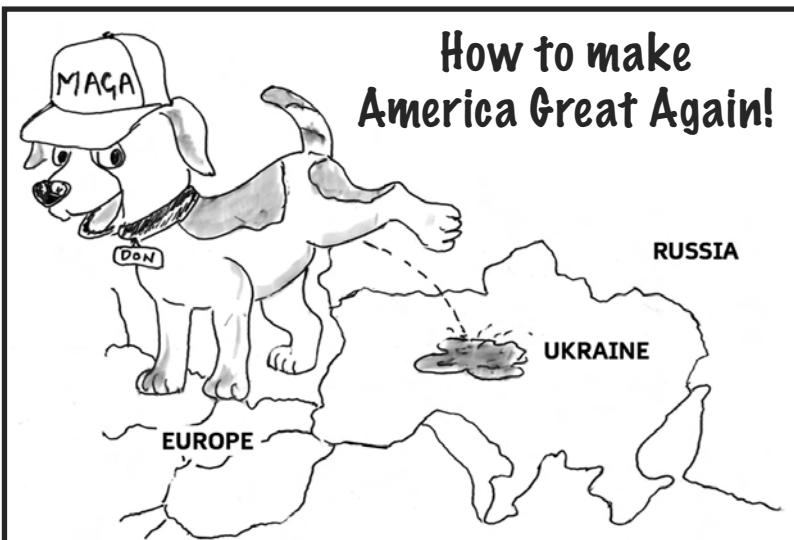 How to make
America Great Again!
MAGA
DON
RUSSIA
UKRAINE
EUROPE